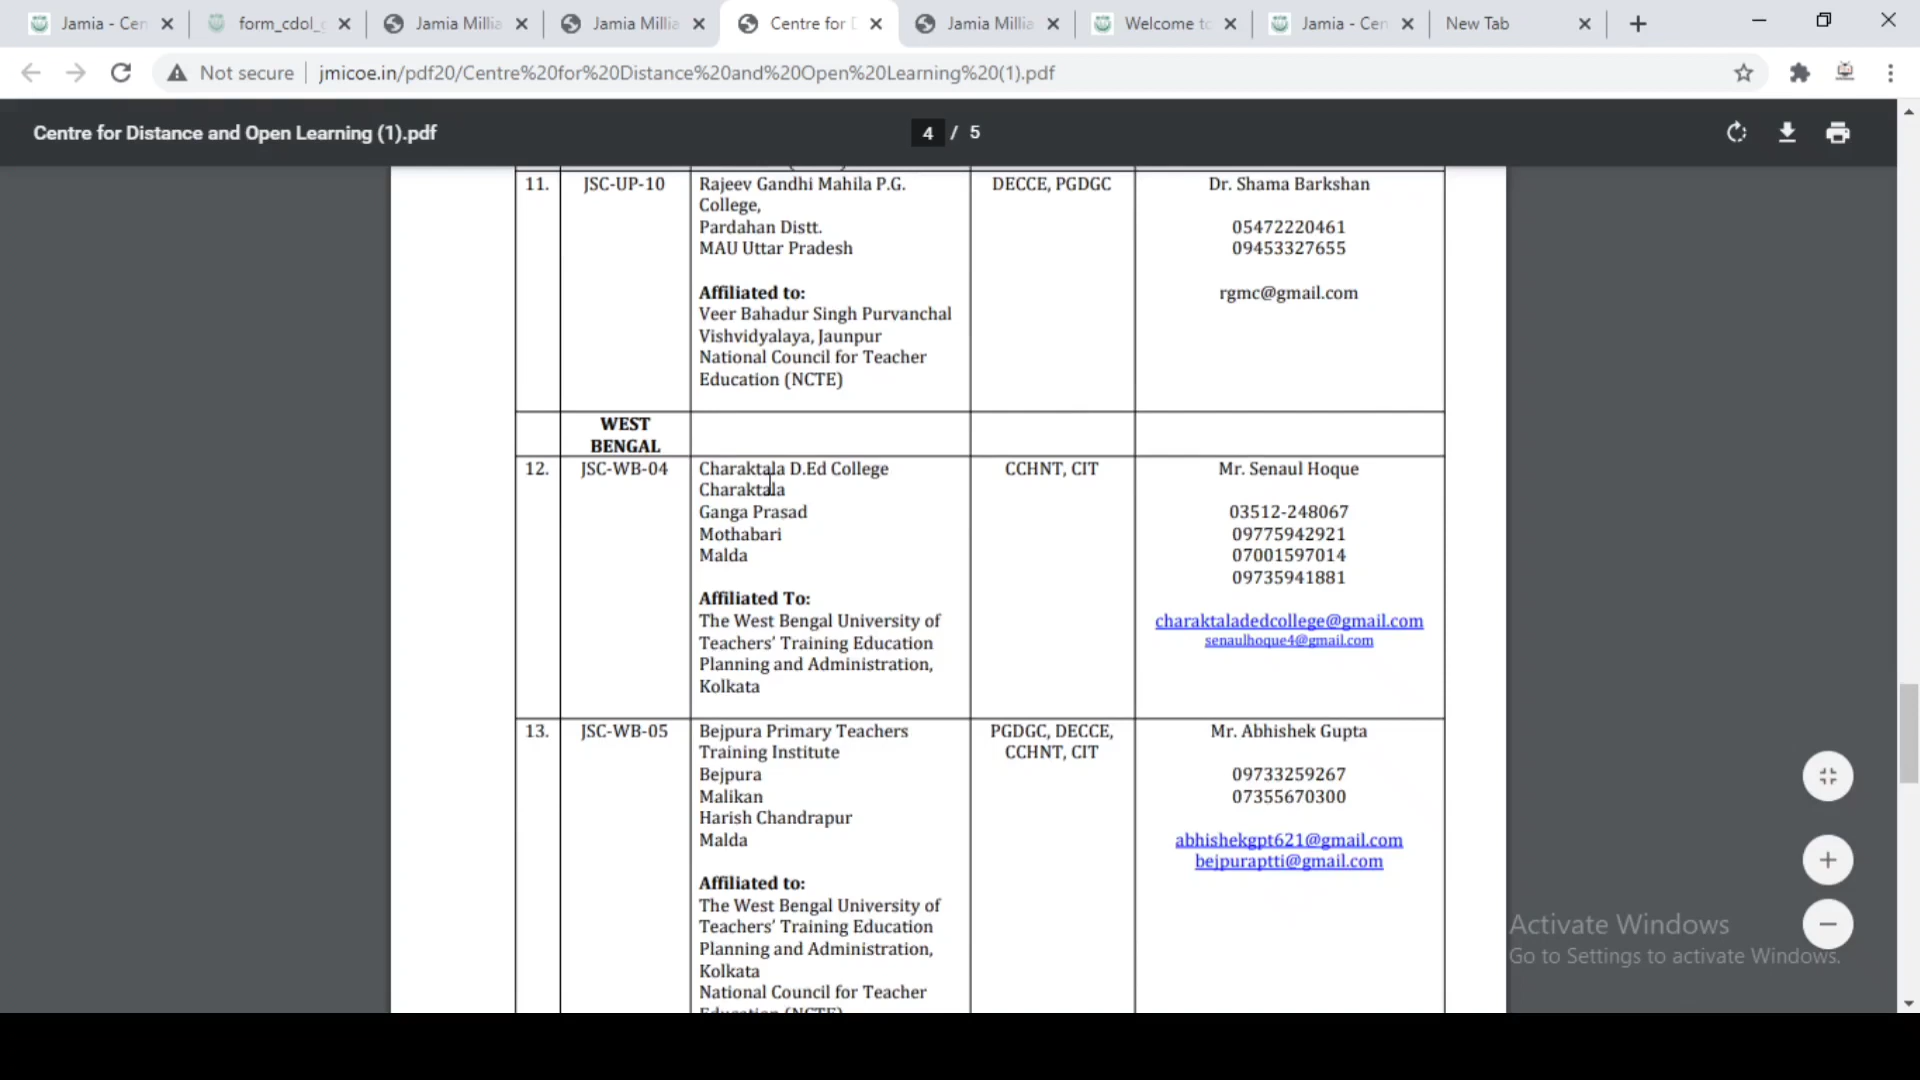 Jamia - Cen
form_cdol_
Jamia Millia
Jamia Millia
Centre for D
Jamia Millia
Welcome to
Jamia - Cen
New Tab
Not secure
jmicoe.in/pdf20/Centre%20for%20Distance%20and%20Open%20Learning%20(1).pdf
Centre for Distance and Open Learning (1).pdf
4 / 5
11. JSC-UP-10 Rajeev Gandhi Mahila P.G. DECCE, PGDGC Dr. Shama Barkshan
College,
Pardahan Distt. 05472220461
MAU Uttar Pradesh 09453327655
Affiliated to: rgmc@gmail.com
Veer Bahadur Singh Purvanchal
Vishvidyalaya, Jaunpur
National Council for Teacher
Education (NCTE)
WEST
BENGAL
12. JSC-WB-04 Charaktala D.Ed College CCHNT, CIT Mr. Senaul Hoque
Charaktala
Ganga Prasad 03512-248067
Mothabari 09775942921
Malda 07001597014
09735941881
Affiliated To:
The West Bengal University of charaktaladedcollege@gmail.com
Teachers' Training Education senaulhoque4@gmail.com
Planning and Administration,
Kolkata
13. JSC-WB-05 Bejpura Primary Teachers PGDGC, DECCE, Mr. Abhishek Gupta
Training Institute CCHNT, CIT
Bejpura 09733259267
Malikan 07355670300
Harish Chandrapur
Malda abhishekgpt621@gmail.com
bejpuraptti@gmail.com
Affiliated to:
The West Bengal University of
Teachers' Training Education
Planning and Administration,
Kolkata
National Council for Teacher
Education (NCTE)
Activate Windows
Go to Settings to activate Windows.